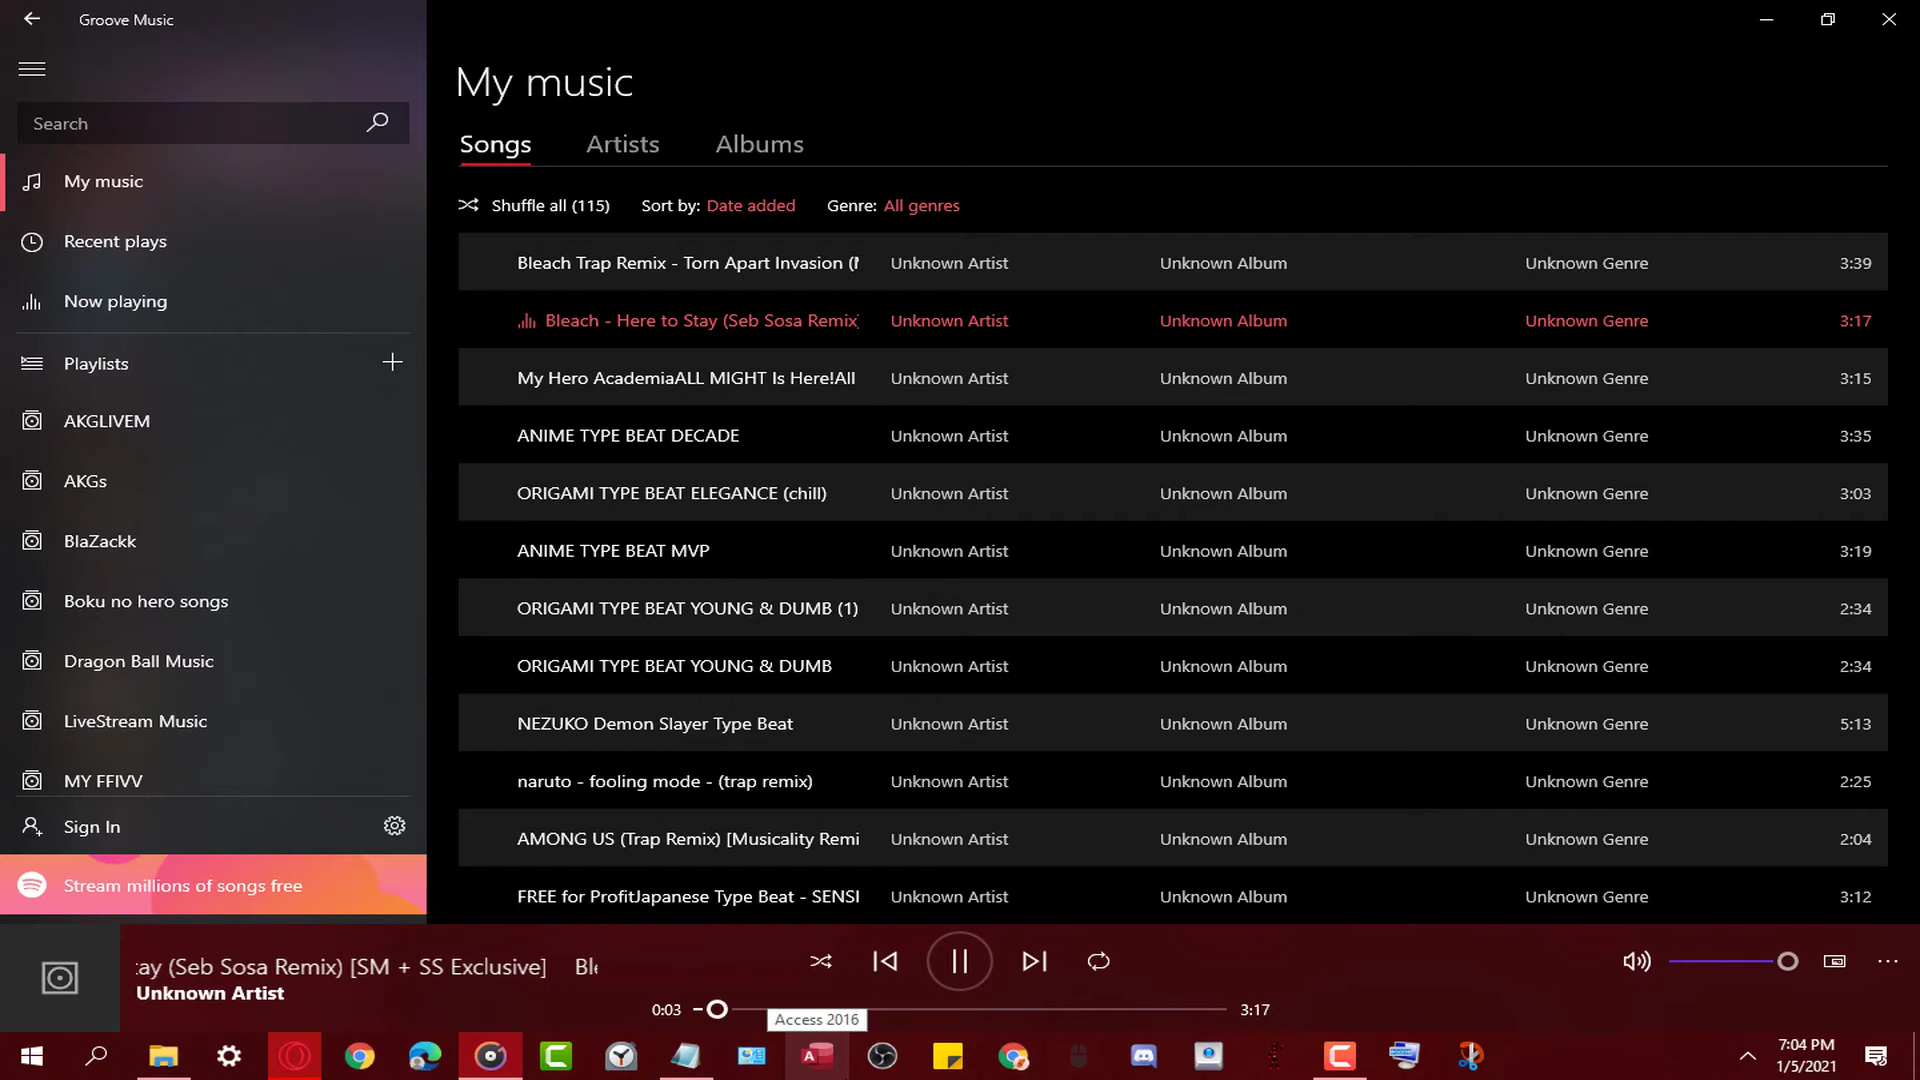 Groove Music
Search
My music
Recent plays
Now playing
Playlists
AKGLIVEM
AKGs
BlaZackk
Boku no hero songs
Dragon Ball Music
LiveStream Music
MY FFIVV
Sign In
Stream millions of songs free
My music
Songs Artists Albums
Shuffle all (115) Sort by: Date added Genre: All genres
Bleach Trap Remix - Torn Apart Invasion ( Unknown Artist Unknown Album Unknown Genre 3:39
Bleach - Here to Stay (Seb Sosa Remix) Unknown Artist Unknown Album Unknown Genre 3:17
My Hero AcademiaALL MIGHT Is Here!All Unknown Artist Unknown Album Unknown Genre 3:15
ANIME TYPE BEAT DECADE Unknown Artist Unknown Album Unknown Genre 3:35
ORIGAMI TYPE BEAT ELEGANCE (chill) Unknown Artist Unknown Album Unknown Genre 3:03
ANIME TYPE BEAT MVP Unknown Artist Unknown Album Unknown Genre 3:19
ORIGAMI TYPE BEAT YOUNG & DUMB (1) Unknown Artist Unknown Album Unknown Genre 2:34
ORIGAMI TYPE BEAT YOUNG & DUMB Unknown Artist Unknown Album Unknown Genre 2:34
NEZUKO Demon Slayer Type Beat Unknown Artist Unknown Album Unknown Genre 5:13
naruto - fooling mode - (trap remix) Unknown Artist Unknown Album Unknown Genre 2:25
AMONG US (Trap Remix) [Musicality Remi Unknown Artist Unknown Album Unknown Genre 2:04
FREE for ProfitJapanese Type Beat - SENSI Unknown Artist Unknown Album Unknown Genre 3:12
tay (Seb Sosa Remix) [SM + SS Exclusive] Ble
Unknown Artist
0:03 3:17
Access 2016
7:04 PM
1/5/2021